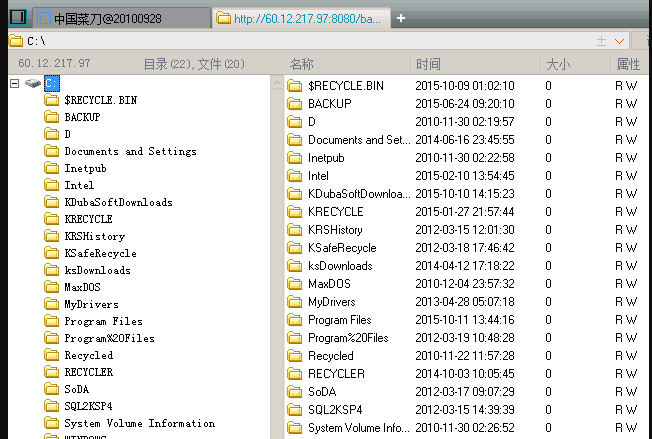 中国菜刀@20100928 http://60.12.217.97:8080/ba... +
C:\
60.12.217.97 目录(22),文件(20) 名称 时间 大小 属性
C:
$RECYCLE.BIN
BACKUP
D
Documents and Settings
Inetpub
Intel
KDubaSoftDownloads
KRECYCLE
KRSHistory
KSafeRecycle
ksDownloads
MaxDOS
MyDrivers
Program Files
Program%20Files
Recycled
RECYCLER
SoDA
SQL2KSP4
System Volume Information
WINDOWS
$RECYCLE.BIN 2015-10-09 01:02:10 0 R W
BACKUP 2015-06-24 09:20:10 0 R W
D 2010-11-30 02:19:57 0 R W
Documents and Set... 2014-06-16 23:45:55 0 R W
Inetpub 2010-11-30 02:22:58 0 R W
Intel 2015-02-10 13:54:45 0 R W
KDubaSoftDownloa... 2015-10-10 14:15:23 0 R W
KRECYCLE 2015-01-27 21:57:44 0 R W
KRSHistory 2012-03-15 12:01:30 0 R W
KSafeRecycle 2012-03-18 17:46:42 0 R W
ksDownloads 2014-04-12 17:18:22 0 R W
MaxDOS 2010-12-04 23:57:32 0 R W
MyDrivers 2013-04-28 05:07:18 0 R W
Program Files 2015-10-11 13:44:16 0 R W
Program%20Files 2012-03-19 10:48:28 0 R W
Recycled 2010-11-22 11:57:28 0 R W
RECYCLER 2014-10-03 10:05:45 0 R W
SoDA 2012-03-17 09:07:29 0 R W
SQL2KSP4 2012-03-15 14:39:39 0 R W
System Volume Info... 2010-11-30 02:26:52 0 R W